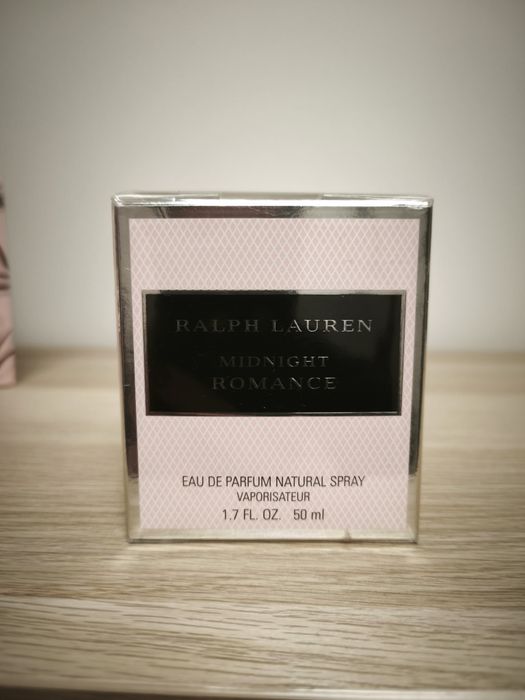 RALPH LAUREN
MIDNIGHT
ROMANCE
EAU DE PARFUM NATURAL SPRAY
VAPORISATEUR
1.7 FL. OZ. 50 ml